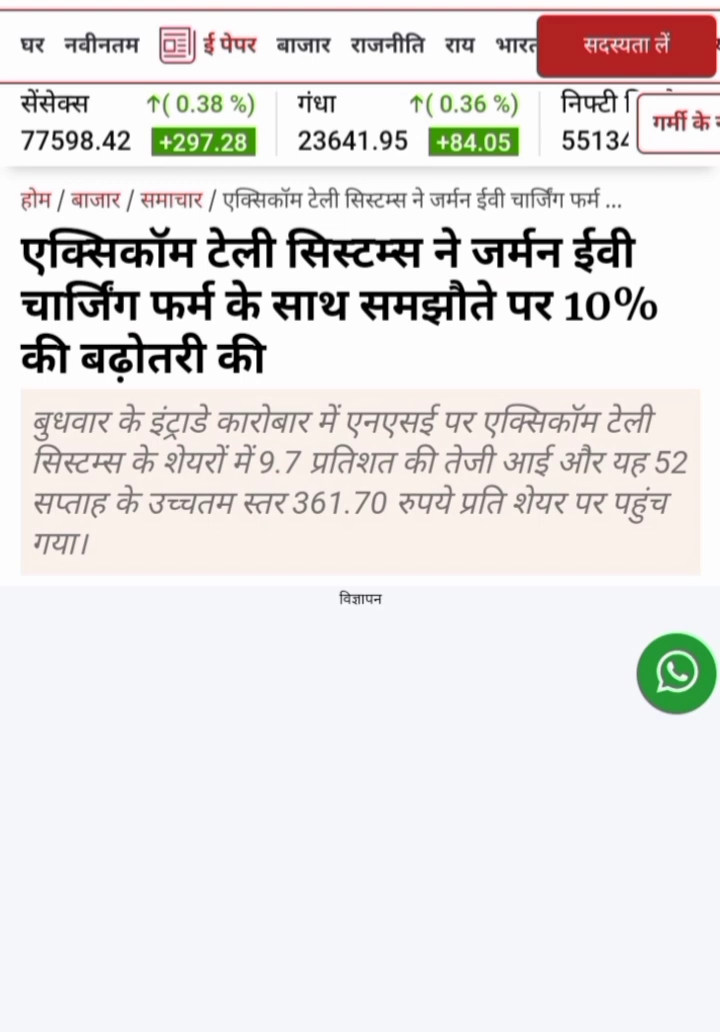 घर नवीनतम ई पेपर बाजार राजनीति राय भारत सदस्यता लें
सेंसेक्स ↑( 0.38 %) गंधा ↑( 0.36 %) निफ्टी
77598.42 +297.28 23641.95 +84.05 5513 गर्मी के
होम / बाजार / समाचार / एक्सिकॉम टेली सिस्टम्स ने जर्मन ईवी चार्जिंग फर्म ...
एक्सिकॉम टेली सिस्टम्स ने जर्मन ईवी
चार्जिंग फर्म के साथ समझौते पर 10%
की बढ़ोतरी की
बुधवार के इंट्राडे कारोबार में एनएसई पर एक्सिकॉम टेली
सिस्टम्स के शेयरों में 9.7 प्रतिशत की तेजी आई और यह 52
सप्ताह के उच्चतम स्तर 361.70 रुपये प्रति शेयर पर पहुंच
गया।
विज्ञापन